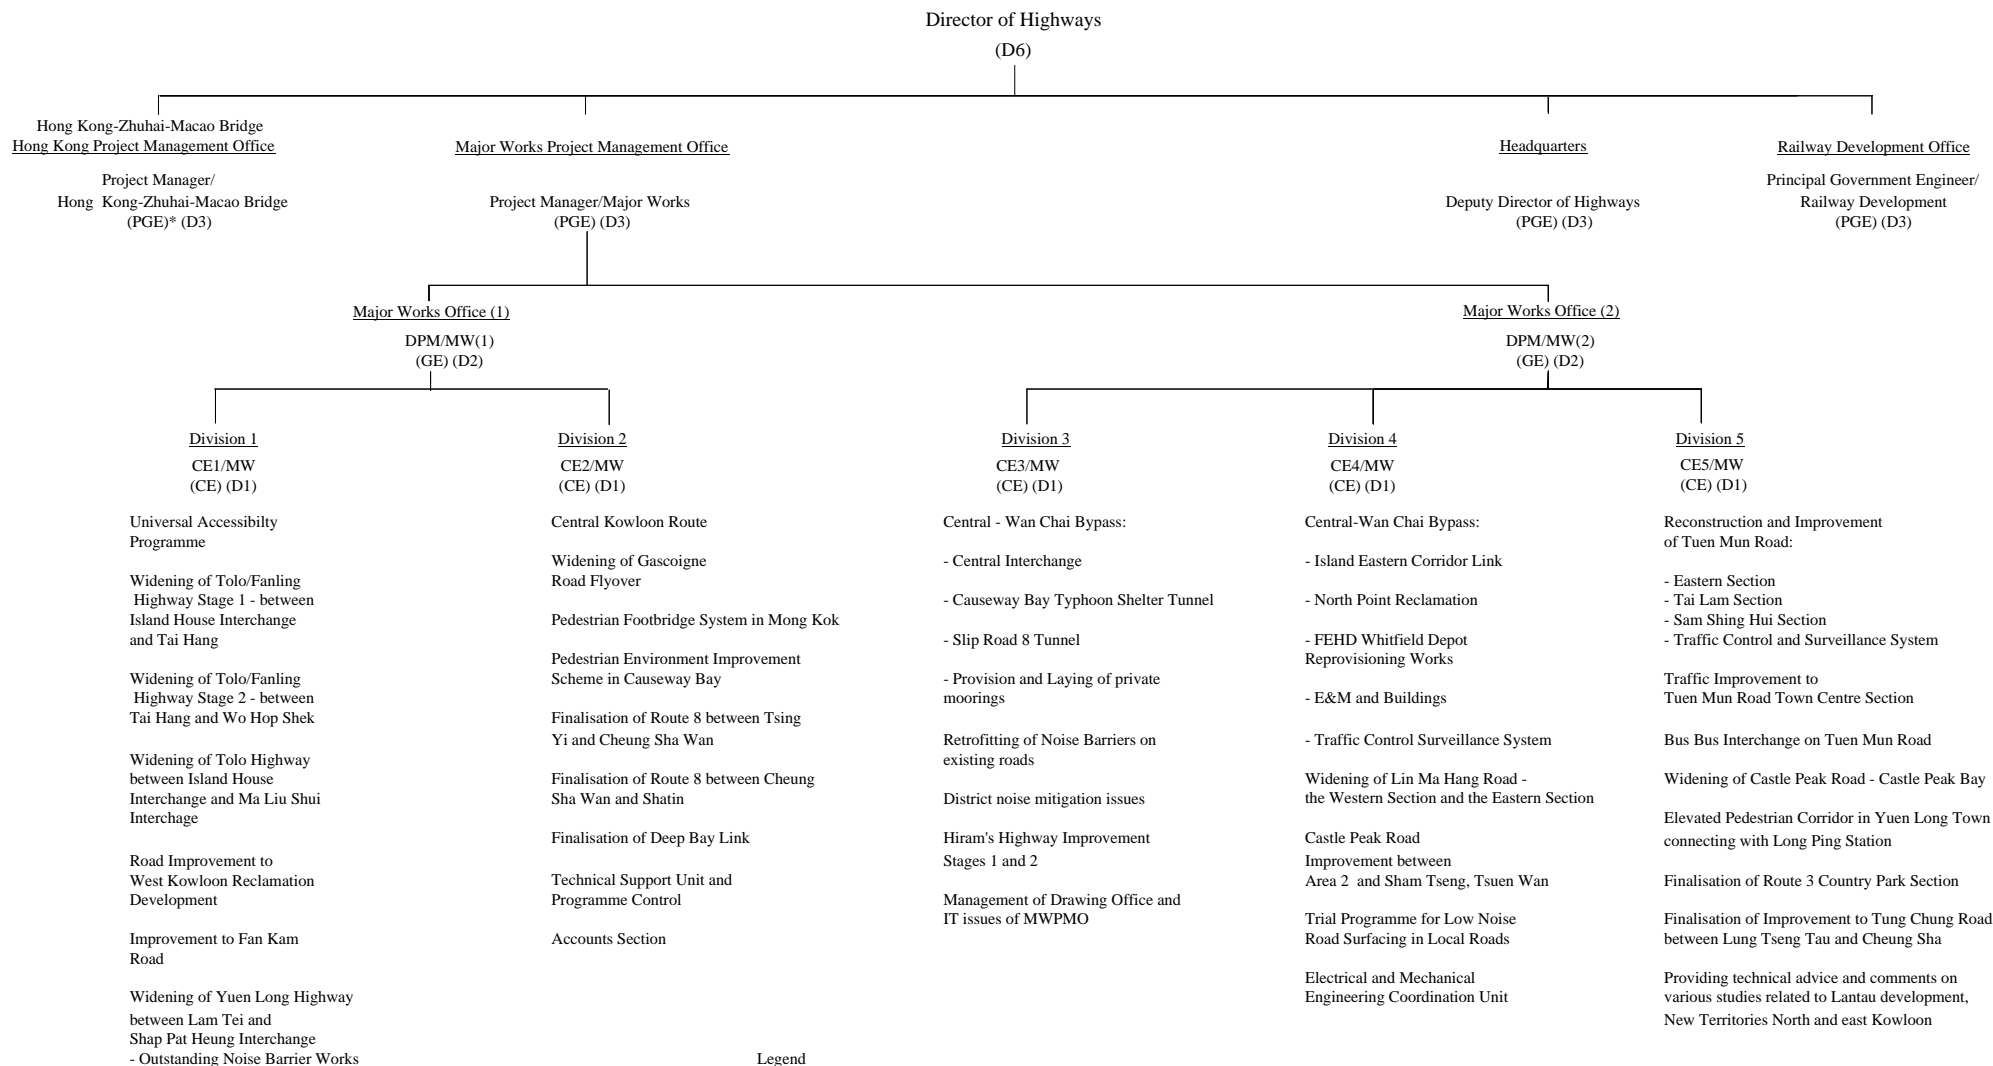 Director of Highways
(D6)
Hong Kong-Zhuhai-Macao Bridge
Hong Kong Project Management Office
Project Manager/
Hong  Kong-Zhuhai-Macao Bridge
(PGE)* (D3)
Major Works Project Management Office
Project Manager/Major Works
(PGE) (D3)
Headquarters
Deputy Director of Highways
(PGE) (D3)
Railway Development Office
Principal Government Engineer/
Railway Development
(PGE) (D3)
Major Works Office (1)
DPM/MW(1)
(GE) (D2)
Major Works Office (2)
DPM/MW(2)
(GE) (D2)
Division 1
CE1/MW
(CE) (D1)
Universal Accessibilty
Programme
Widening of Tolo/Fanling
Highway Stage 1 - between
Island House Interchange
and Tai Hang
Widening of Tolo/Fanling
Highway Stage 2 - between
Tai Hang and Wo Hop Shek
Widening of Tolo Highway
between Island House
Interchange and Ma Liu Shui
Interchage
Road Improvement to
West Kowloon Reclamation
Development
Improvement to Fan Kam
Road
Widening of Yuen Long Highway
between Lam Tei and
Shap Pat Heung Interchange
- Outstanding Noise Barrier Works
Division 2
CE2/MW
(CE) (D1)
Central Kowloon Route
Widening of Gascoigne
Road Flyover
Pedestrian Footbridge System in Mong Kok
Pedestrian Environment Improvement
Scheme in Causeway Bay
Finalisation of Route 8 between Tsing
Yi and Cheung Sha Wan
Finalisation of Route 8 between Cheung
Sha Wan and Shatin
Finalisation of Deep Bay Link
Technical Support Unit and
Programme Control
Accounts Section
Division 3
CE3/MW
(CE) (D1)
Central - Wan Chai Bypass:
- Central Interchange
- Causeway Bay Typhoon Shelter Tunnel
- Slip Road 8 Tunnel
- Provision and Laying of private
moorings
Retrofitting of Noise Barriers on
existing roads
District noise mitigation issues
Hiram's Highway Improvement
Stages 1 and 2
Management of Drawing Office and
IT issues of MWPMO
Division 4
CE4/MW
(CE) (D1)
Central-Wan Chai Bypass:
- Island Eastern Corridor Link
- North Point Reclamation
- FEHD Whitfield Depot
Reprovisioning Works
- E&M and Buildings
- Traffic Control Surveillance System
Widening of Lin Ma Hang Road -
the Western Section and the Eastern Section
Castle Peak Road
Improvement between
Area 2  and Sham Tseng, Tsuen Wan
Trial Programme for Low Noise
Road Surfacing in Local Roads
Electrical and Mechanical
Engineering Coordination Unit
Division 5
CE5/MW
(CE) (D1)
Reconstruction and Improvement
of Tuen Mun Road:
- Eastern Section
- Tai Lam Section
- Sam Shing Hui Section
- Traffic Control and Surveillance System
Traffic Improvement to
Tuen Mun Road Town Centre Section
Bus Bus Interchange on Tuen Mun Road
Widening of Castle Peak Road - Castle Peak Bay
Elevated Pedestrian Corridor in Yuen Long Town
connecting with Long Ping Station
Finalisation of Route 3 Country Park Section
Finalisation of Improvement to Tung Chung Road
between Lung Tseng Tau and Cheung Sha
Providing technical advice and comments on
various studies related to Lantau development,
New Territories North and east Kowloon
Legend